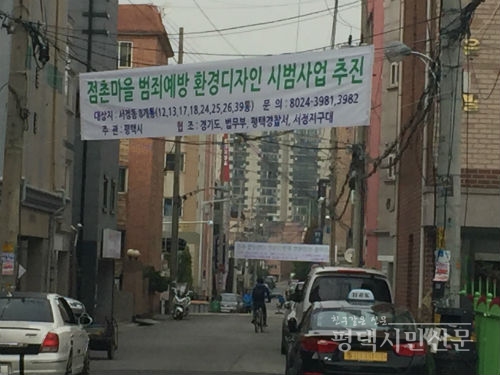 점촌마을 범죄예방 환경디자인 시범사업 추진
대상지 : 서정동 8개통(12,13,17,18,24,25,26,39통) 문 의 : 8024-3981,3982
주 관 : 평택시 협 조 : 경기도, 법무부, 평택경찰서, 서정지구대
평택시민신문